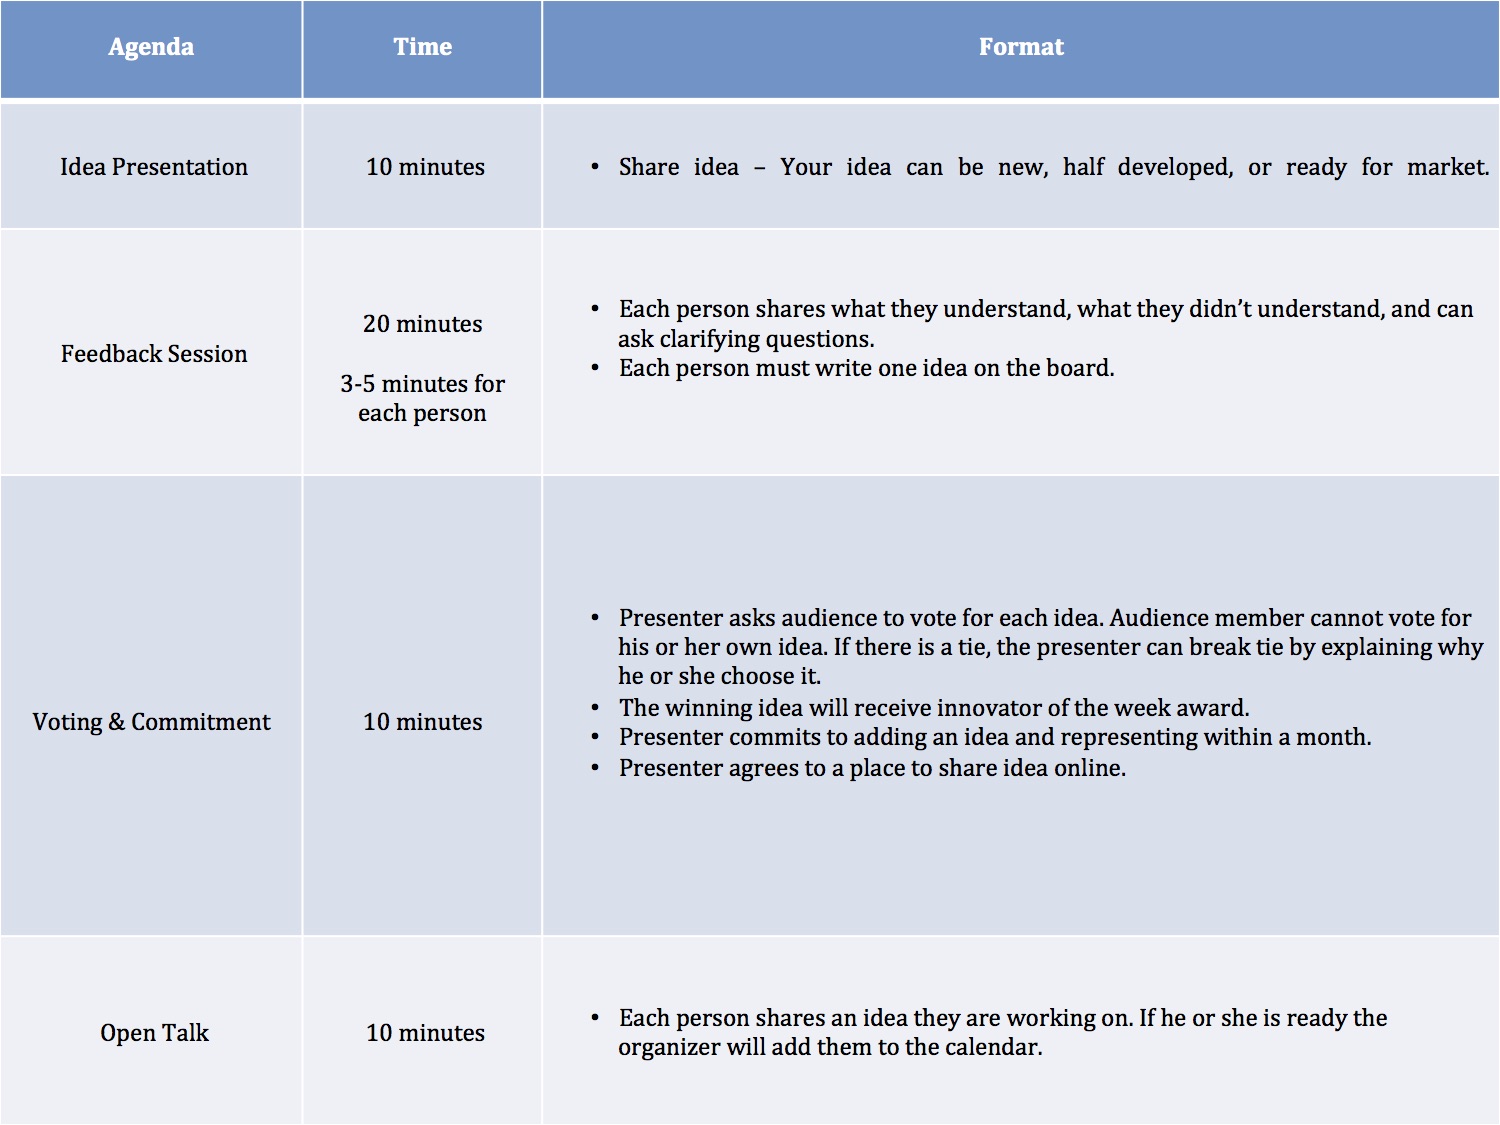 Agenda
Time
Format
Idea Presentation
10 minutes
• Share idea – Your idea can be new, half developed, or ready for market.
Feedback Session
20 minutes
3-5 minutes for
each person
• Each person shares what they understand, what they didn’t understand, and can
ask clarifying questions.
• Each person must write one idea on the board.
Voting & Commitment
10 minutes
• Presenter asks audience to vote for each idea. Audience member cannot vote for
his or her own idea. If there is a tie, the presenter can break tie by explaining why
he or she choose it.
• The winning idea will receive innovator of the week award.
• Presenter commits to adding an idea and representing within a month.
• Presenter agrees to a place to share idea online.
Open Talk
10 minutes
• Each person shares an idea they are working on. If he or she is ready the
organizer will add them to the calendar.